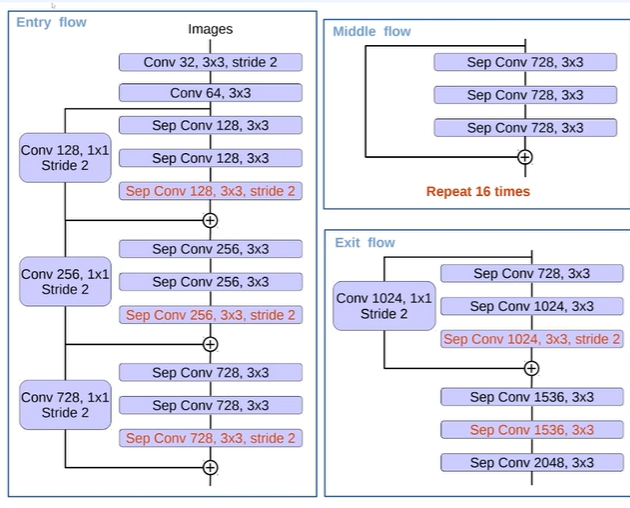 Entry flow
Images
Conv 32, 3x3, stride 2
Conv 64, 3x3
Sep Conv 128, 3x3
Conv 128, 1x1
Stride 2
Sep Conv 128, 3x3
Sep Conv 128, 3x3, stride 2
Sep Conv 256, 3x3
Conv 256, 1x1
Stride 2
Sep Conv 256, 3x3
Sep Conv 256, 3x3, stride 2
Sep Conv 728, 3x3
Conv 728, 1x1
Stride 2
Sep Conv 728, 3x3
Sep Conv 728, 3x3, stride 2
Middle flow
Sep Conv 728, 3x3
Sep Conv 728, 3x3
Sep Conv 728, 3x3
Repeat 16 times
Exit flow
Sep Conv 728, 3x3
Conv 1024, 1x1
Stride 2
Sep Conv 1024, 3x3
Sep Conv 1024, 3x3, stride 2
Sep Conv 1536, 3x3
Sep Conv 1536, 3x3
Sep Conv 2048, 3x3